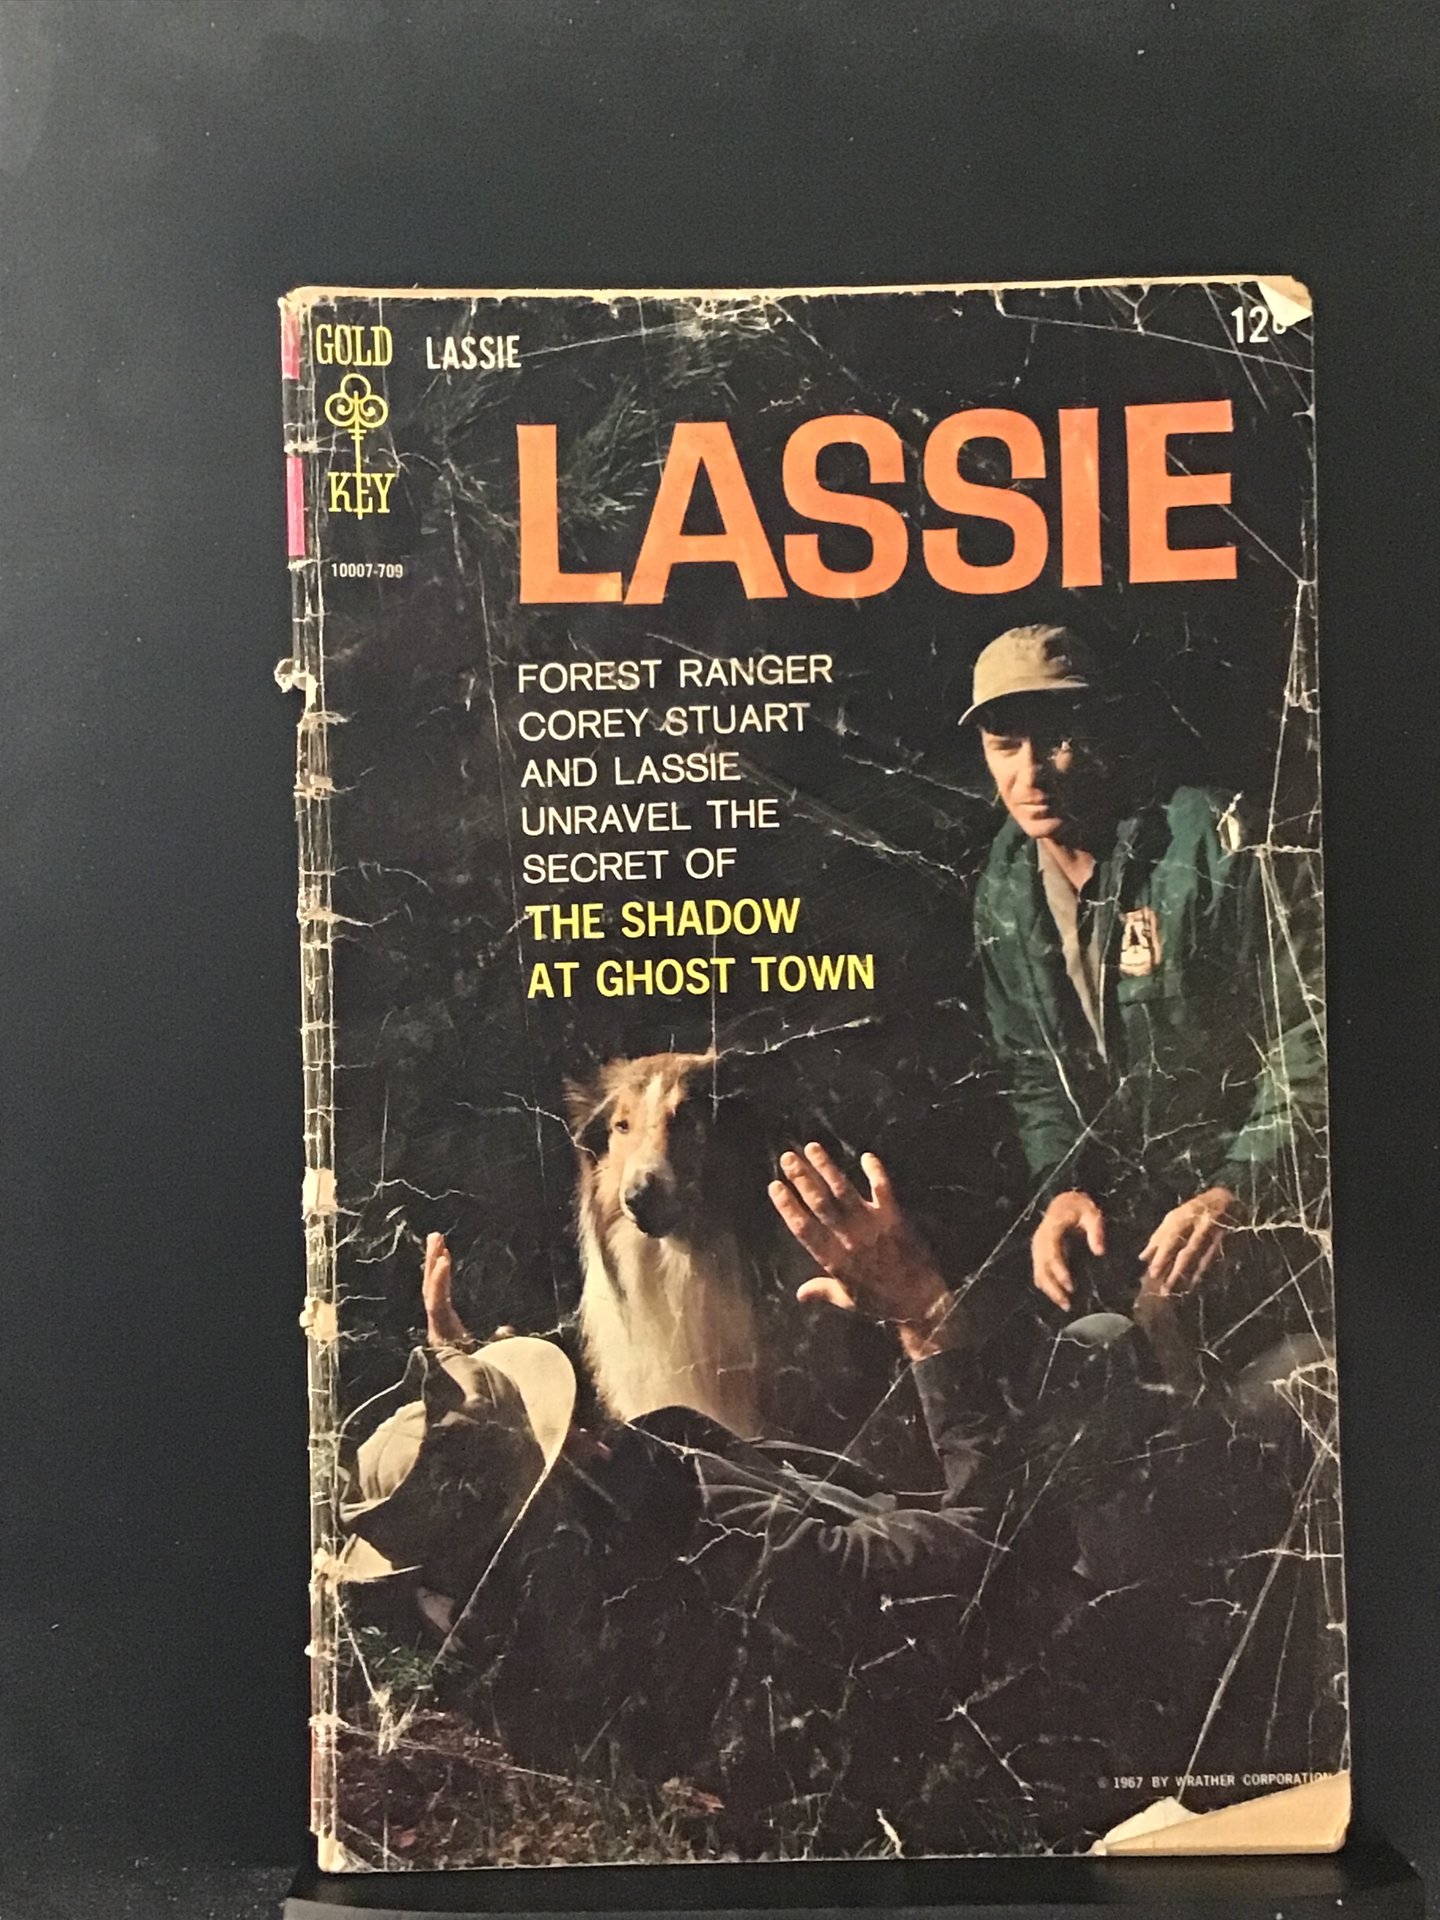 GOLD
KEY
10007-709
LASSIE
12¢
LASSIE
FOREST RANGER
COREY STUART
AND LASSIE
UNRAVEL THE
SECRET OF
THE SHADOW
AT GHOST TOWN
© 1967 BY WRATHER CORPORATION